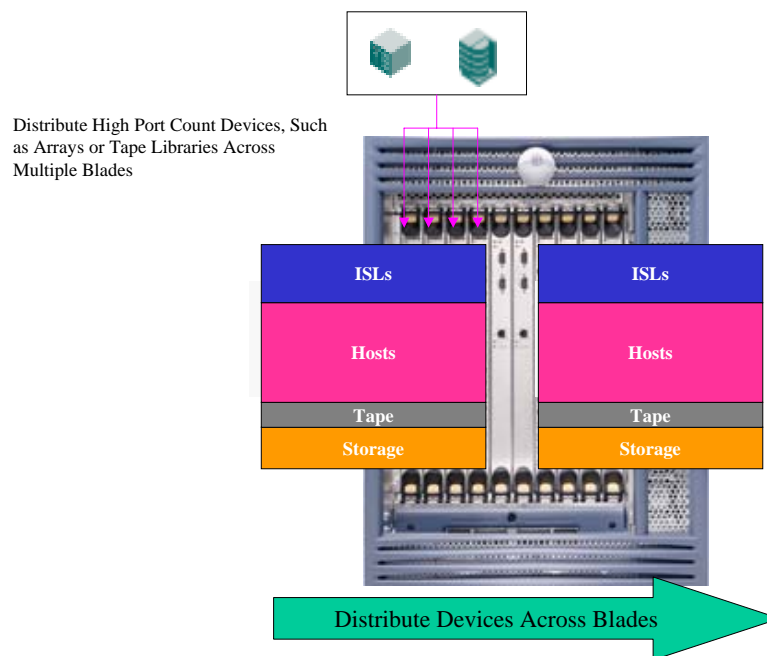 Distribute High Port Count Devices, Such
as Arrays or Tape Libraries Across
Multiple Blades
ISLs
ISLs
Hosts
Hosts
Tape
Tape
Storage
Storage
Distribute Devices Across Blades